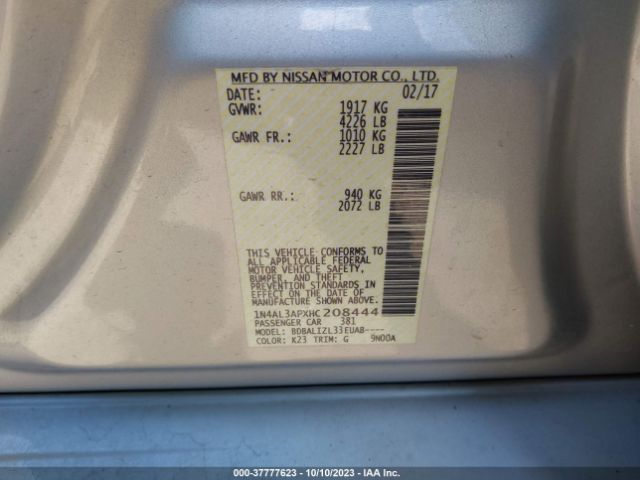 MFD BY NISSAN MOTOR CO., LTD.
DATE: 02/17
GVWR: 1917 KG
4226 LB
GAWR FR.: 1010 KG
2227 LB
GAWR RR.: 940 KG
2072 LB
THIS VEHICLE CONFORMS TO
ALL APPLICABLE FEDERAL
MOTOR VEHICLE SAFETY,
BUMPER, AND THEFT
PREVENTION STANDARDS IN
EFFECT ON THE DATE OF
MANUFACTURE SHOWN ABOVE.
1N4AL3APXHC208444
PASSENGER CAR 381
MODEL: BDBALIZL33EUAB----
COLOR: K23 TRIM: G 9N00A
000-37777623 - 10/10/2023 - IAA Inc.